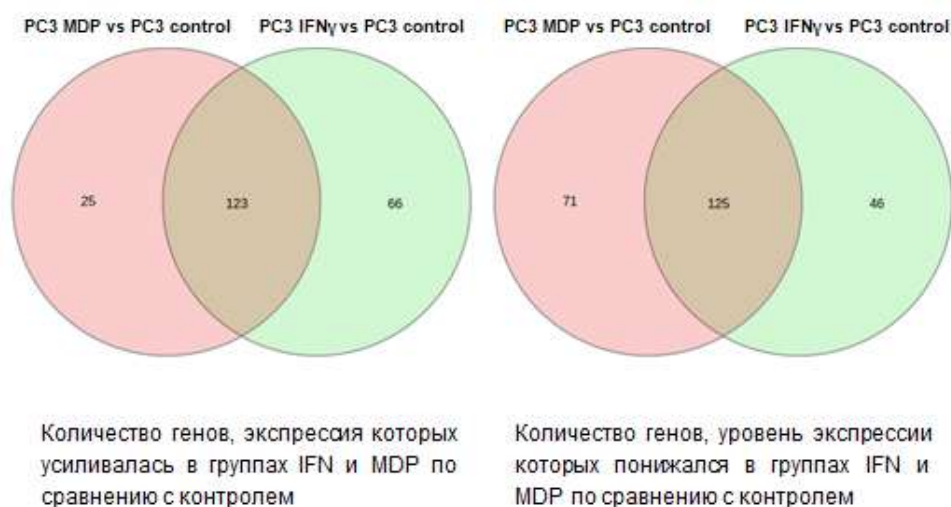 PC3 MDP vs PC3 control PC3 IFNγ vs PC3 control
25 123 66
Количество генов, экспрессия которых
усиливалась в группах IFN и MDP по
сравнению с контролем
PC3 MDP vs PC3 control PC3 IFNγ vs PC3 control
71 125 46
Количество генов, уровень экспрессии
которых понижался в группах IFN и
MDP по сравнению с контролем